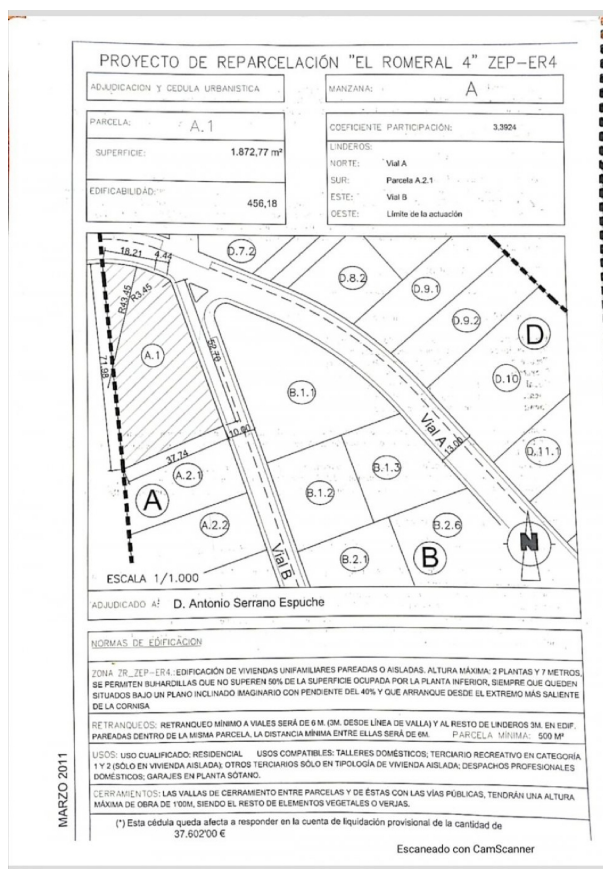 PROYECTO DE REPARCELACIÓN "EL ROMERAL 4" ZEP-ER4
ADJUDICACION Y CEDULA URBANISTICA
MANZANA: A
PARCELA: A.1
SUPERFICIE: 1.872,77 m²
EDIFICABILIDAD: 456,18
COEFICIENTE PARTICIPACIÓN: 3.3924
LINDEROS:
NORTE: Vial A
SUR: Parcela A.2.1
ESTE: Vial B
OESTE: Límite de la actuación
18.21
4.44
D.7.2
D.8.2
D.9.1
D.9.2
D
D.10
D.11.1
R43.45
R3.45
71.98
A.1
52.70
B.1.1
Vial A
13.00
10.00
37.74
A.2.1
A
A.2.2
B.1.2
B.1.3
B.2.6
B.2.1
B
Vial B
N
ESCALA 1/1.000
ADJUDICADO A: D. Antonio Serrano Espuche
NORMAS DE EDIFICACION
ZONA ZR_ZEP-ER4.: EDIFICACIÓN DE VIVIENDAS UNIFAMILIARES PAREADAS O AISLADAS. ALTURA MÁXIMA: 2 PLANTAS Y 7 METROS,
SE PERMITEN BUHARDILLAS QUE NO SUPEREN 50% DE LA SUPERFICIE OCUPADA POR LA PLANTA INFERIOR, SIEMPRE QUE QUEDEN
SITUADOS BAJO UN PLANO INCLINADO IMAGINARIO CON PENDIENTE DEL 40% Y QUE ARRANQUE DESDE EL EXTREMO MÁS SALIENTE
DE LA CORNISA
RETRANQUEOS: RETRANQUEO MÍNIMO A VIALES SERÁ DE 6 M. (3M. DESDE LÍNEA DE VALLA) Y AL RESTO DE LINDEROS 3M. EN EDIF.
PAREADAS DENTRO DE LA MISMA PARCELA, LA DISTANCIA MÍNIMA ENTRE ELLAS SERÁ DE 6M. PARCELA MÍNIMA: 500 M²
USOS: USO CUALIFICADO: RESIDENCIAL USOS COMPATIBLES: TALLERES DOMÉSTICOS; TERCIARIO RECREATIVO EN CATEGORÍA
1 Y 2 (SÓLO EN VIVIENDA AISLADA); OTROS TERCIARIOS SÓLO EN TIPOLOGÍA DE VIVIENDA AISLADA; DESPACHOS PROFESIONALES
DOMÉSTICOS; GARAJES EN PLANTA SÓTANO.
CERRAMIENTOS: LAS VALLAS DE CERRAMIENTO ENTRE PARCELAS Y DE ÉSTAS CON LAS VÍAS PÚBLICAS, TENDRÁN UNA ALTURA
MÁXIMA DE OBRA DE 1'00M, SIENDO EL RESTO DE ELEMENTOS VEGETALES O VERJAS.
(*) Esta cédula queda afecta a responder en la cuenta de liquidación provisional de la cantidad de
37.602'00 €
MARZO 2011
Escaneado con CamScanner